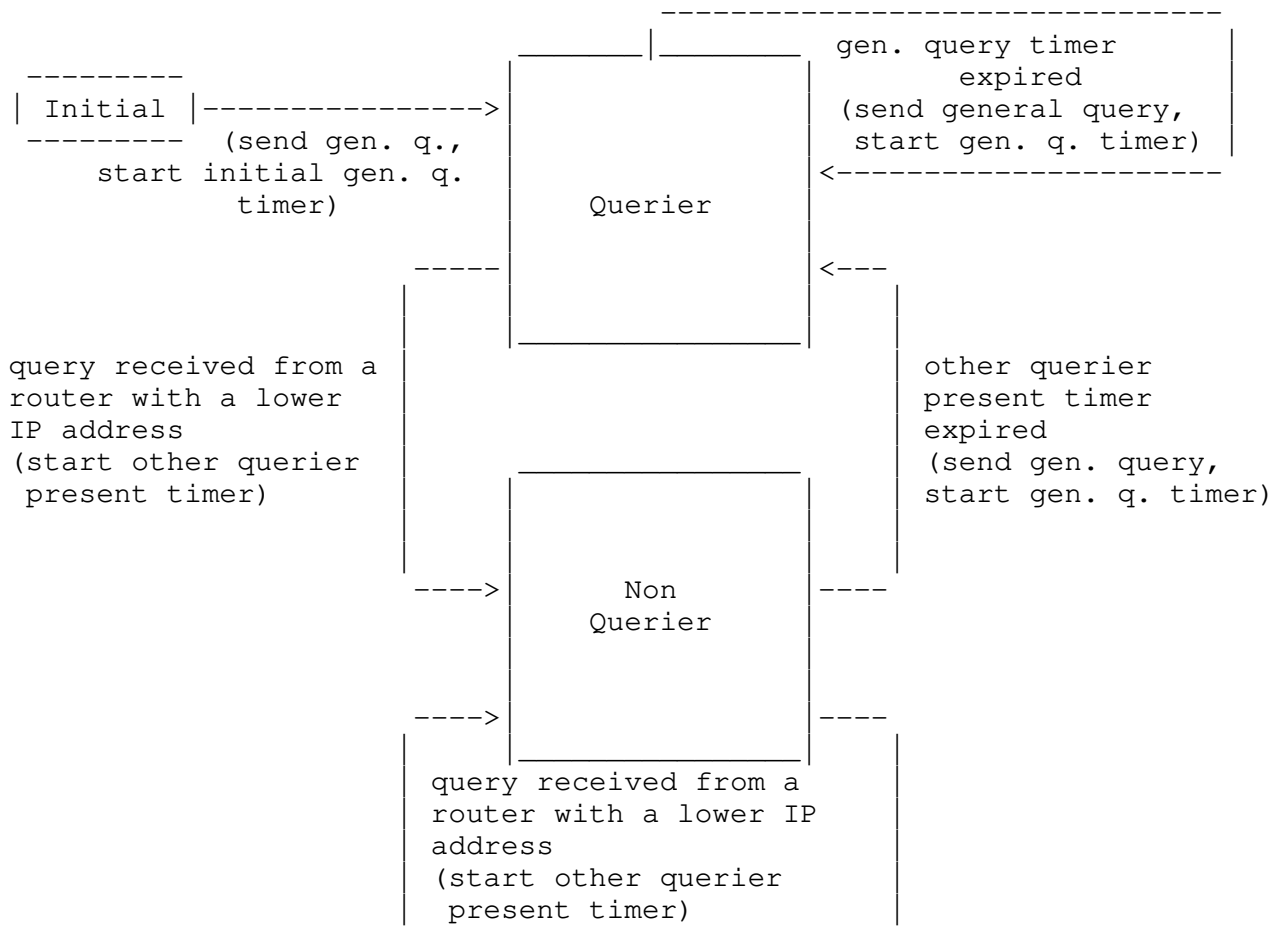 gen. query timer
expired
(send general query,
start gen. q. timer)
Initial
(send gen. q.,
start initial gen. q.
timer)
Querier
query received from a
router with a lower
IP address
(start other querier
present timer)
other querier
present timer
expired
(send gen. query,
start gen. q. timer)
Non
Querier
query received from a
router with a lower IP
address
(start other querier
present timer)